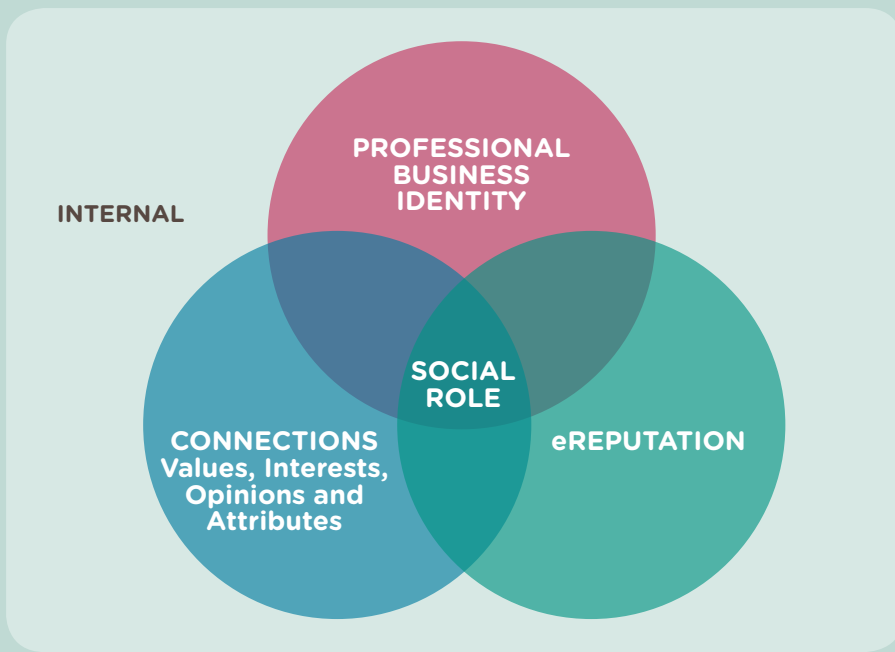 PROFESSIONAL
BUSINESS
IDENTITY
INTERNAL
SOCIAL
ROLE
CONNECTIONS
Values, Interests,
Opinions and
Attributes
eREPUTATION